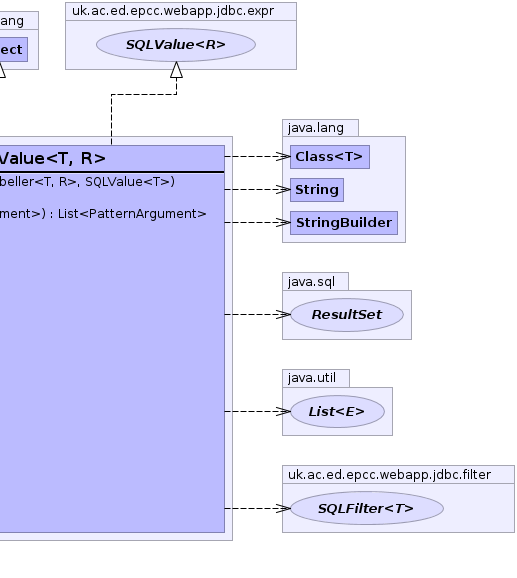 uk.ac.ed.epcc.webapp.jdbc.expr
SQLValue<R>
ang
ect
Value<T, R>
beller<T, R>, SQLValue<T>)
ment>) : List<PatternArgument>
java.lang
Class<T>
String
StringBuilder
java.sql
ResultSet
java.util
List<E>
uk.ac.ed.epcc.webapp.jdbc.filter
SQLFilter<T>